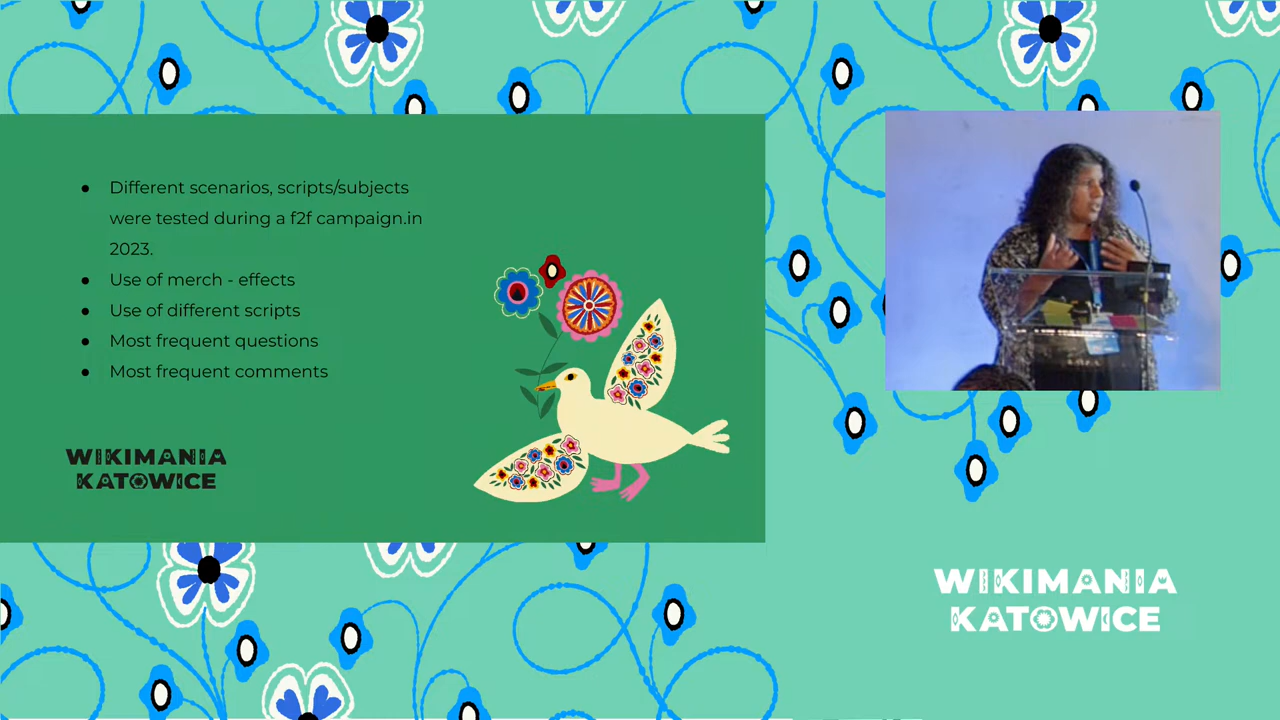 ● Different scenarios, scripts/subjects
were tested during a f2f campaign.in
2023.
● Use of merch - effects
● Use of different scripts
● Most frequent questions
● Most frequent comments
WIKIMANIA
KATOWICE
WIKIMANIA
KATOWICE